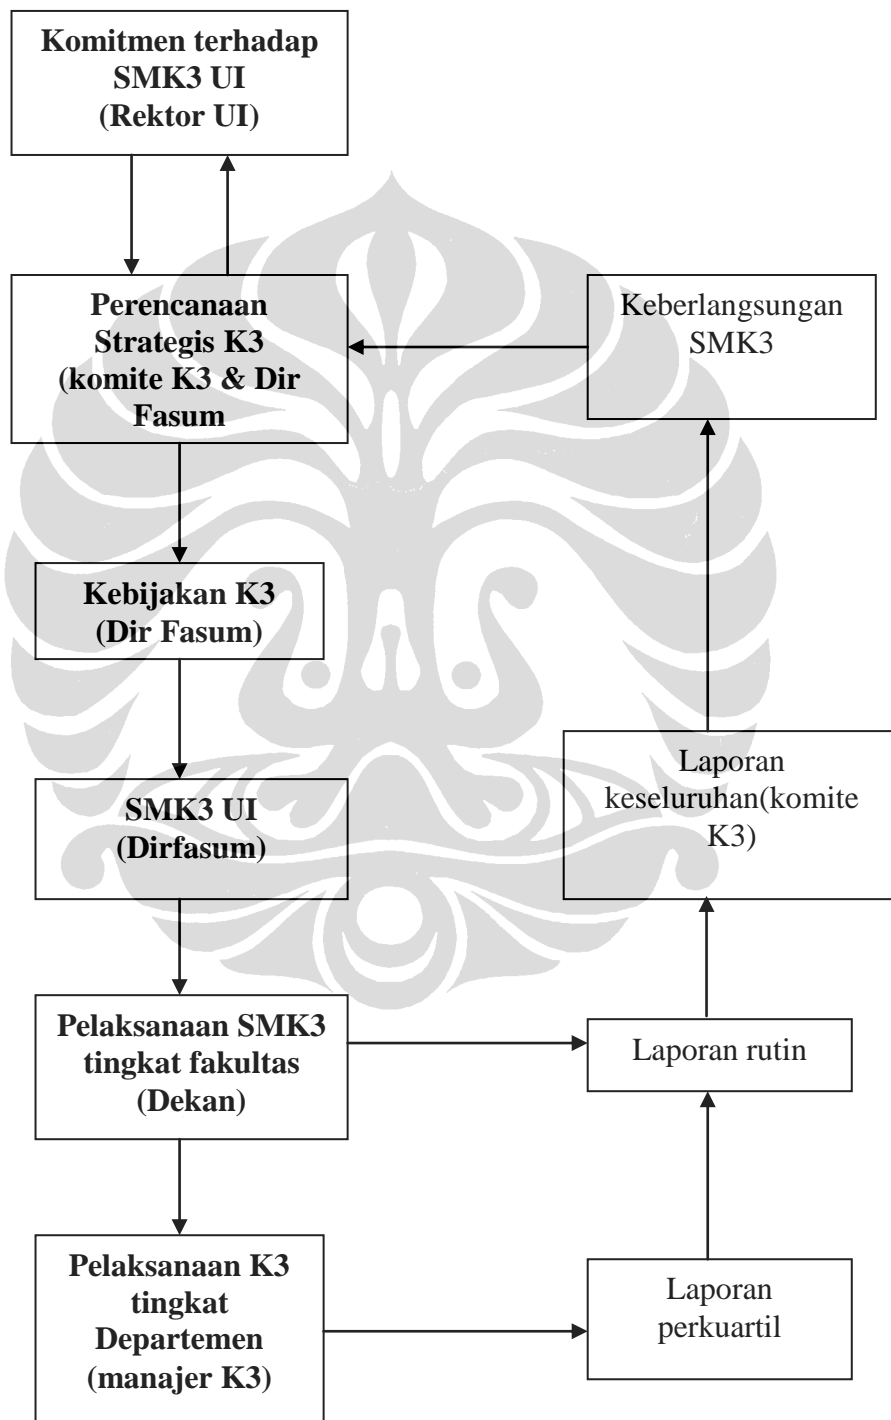 Komitmen terhadap
SMK3 UI
(Rektor UI)
Perencanaan
Strategis K3
(komite K3 & Dir
Fasum
Keberlangsungan
SMK3
Kebijakan K3
(Dir Fasum)
SMK3 UI
(Dirfasum)
Laporan
keseluruhan(komite
K3)
Pelaksanaan SMK3
tingkat fakultas
(Dekan)
Laporan rutin
Pelaksanaan K3
tingkat
Departemen
(manajer K3)
Laporan
perkuartil